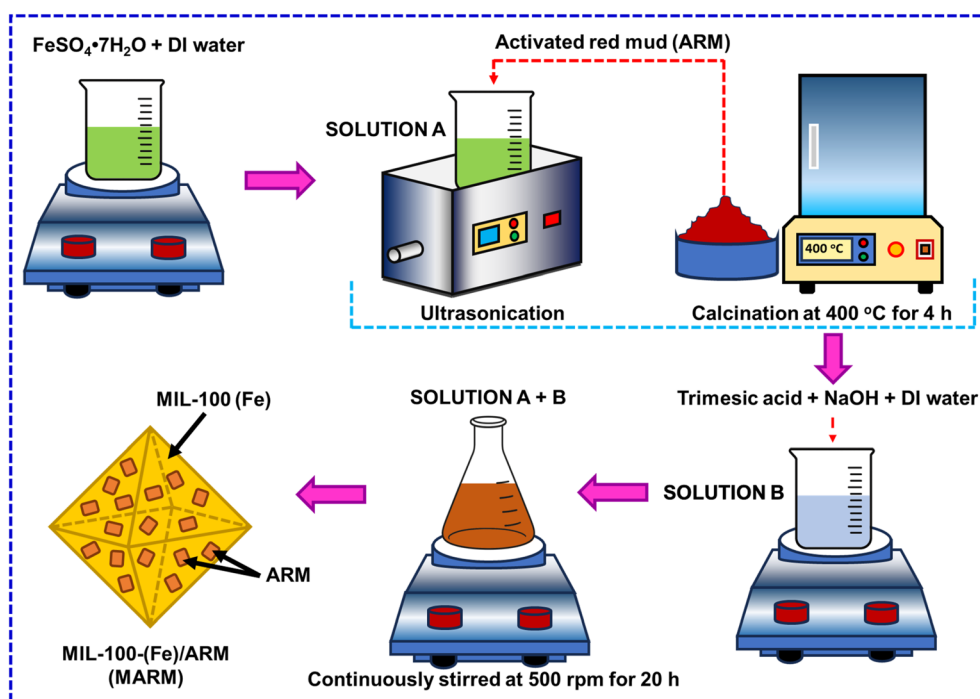 FeSO₄•7H₂O + DI water
Activated red mud (ARM)
SOLUTION A
400 ºC
Ultrasonication
Calcination at 400 ºC for 4 h
Trimesic acid + NaOH + DI water
SOLUTION B
SOLUTION A + B
Continuously stirred at 500 rpm for 20 h
MIL-100 (Fe)
ARM
MIL-100-(Fe)/ARM
(MARM)